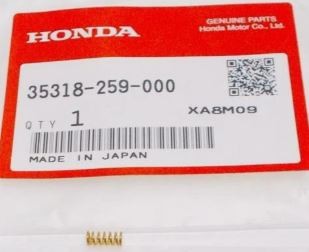 GENUINE PARTS
HONDA
Honda Motor Co., Ltd.
35318-259-000
QTY 1
XA8M09
MADE IN JAPAN